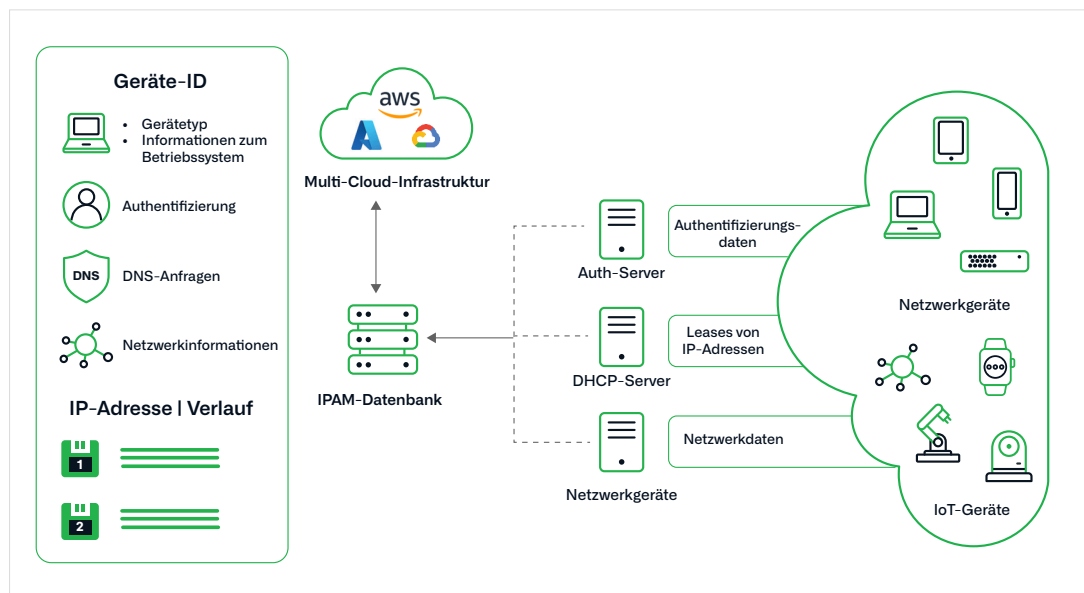 Geräte-ID
• Gerätetyp
• Informationen zum
Betriebssystem
Authentifizierung
DNS
DNS-Anfragen
Netzwerkinformationen
IP-Adresse | Verlauf
1
2
aws
Multi-Cloud-Infrastruktur
IPAM-Datenbank
Auth-Server
DHCP-Server
Netzwerkgeräte
Authentifizierungs-
daten
Leases von
IP-Adressen
Netzwerkdaten
Netzwerkgeräte
IoT-Geräte